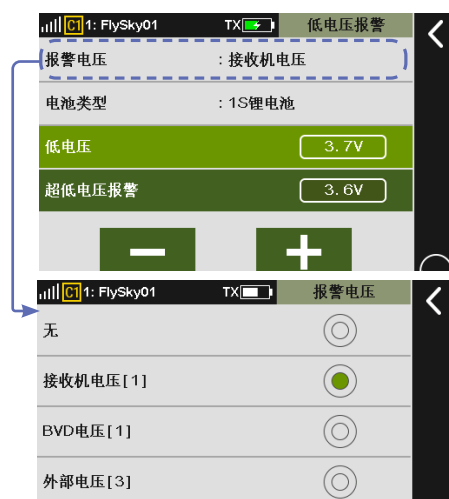 C1 1: FlySky01 TX 低电压报警
报警电压 : 接收机电压
电池类型 : 1S锂电池
低电压 3.7V
超低电压报警 3.6V
C1 1: FlySky01 TX 报警电压
无
接收机电压[1]
BVD电压[1]
外部电压[3]